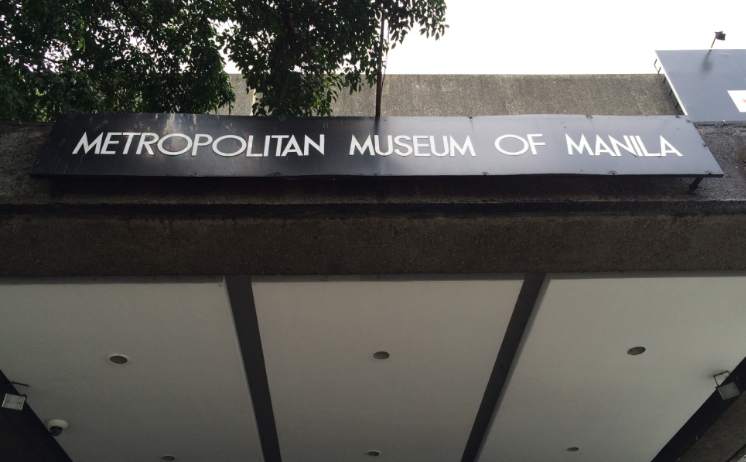 METROPOLITAN MUSEUM OF MANILA